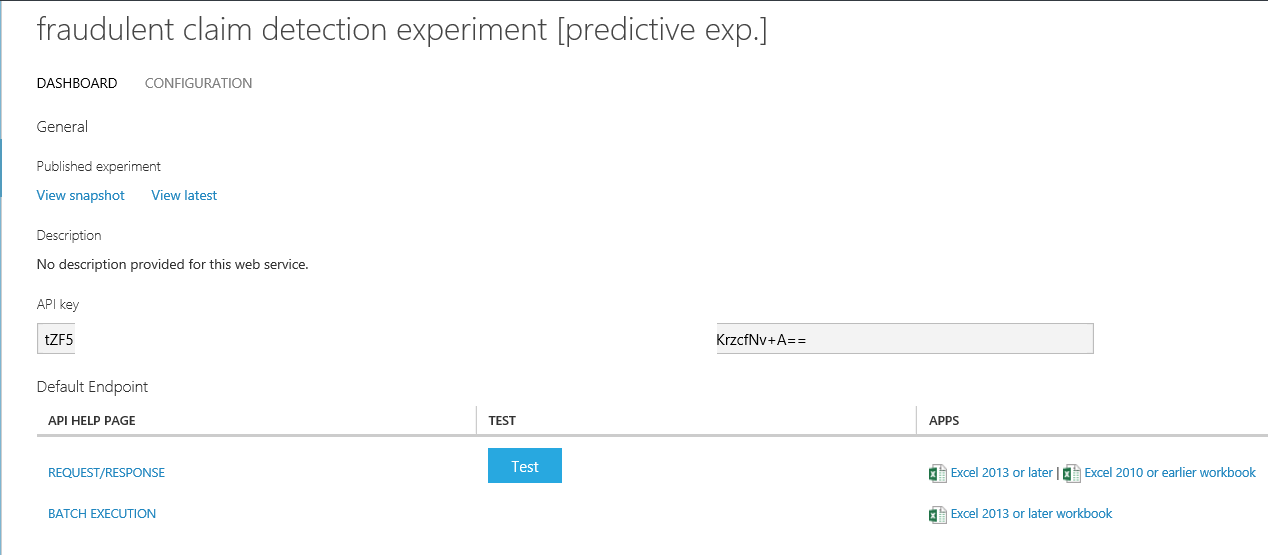 fraudulent claim detection experiment [predictive exp.]
DASHBOARD CONFIGURATION
General
Published experiment
View snapshot View latest
Description
No description provided for this web service.
API key
tZF5 KrzcfNv+A==
Default Endpoint
API HELP PAGE TEST APPS
REQUEST/RESPONSE Test Excel 2013 or later | Excel 2010 or earlier workbook
BATCH EXECUTION Excel 2013 or later workbook